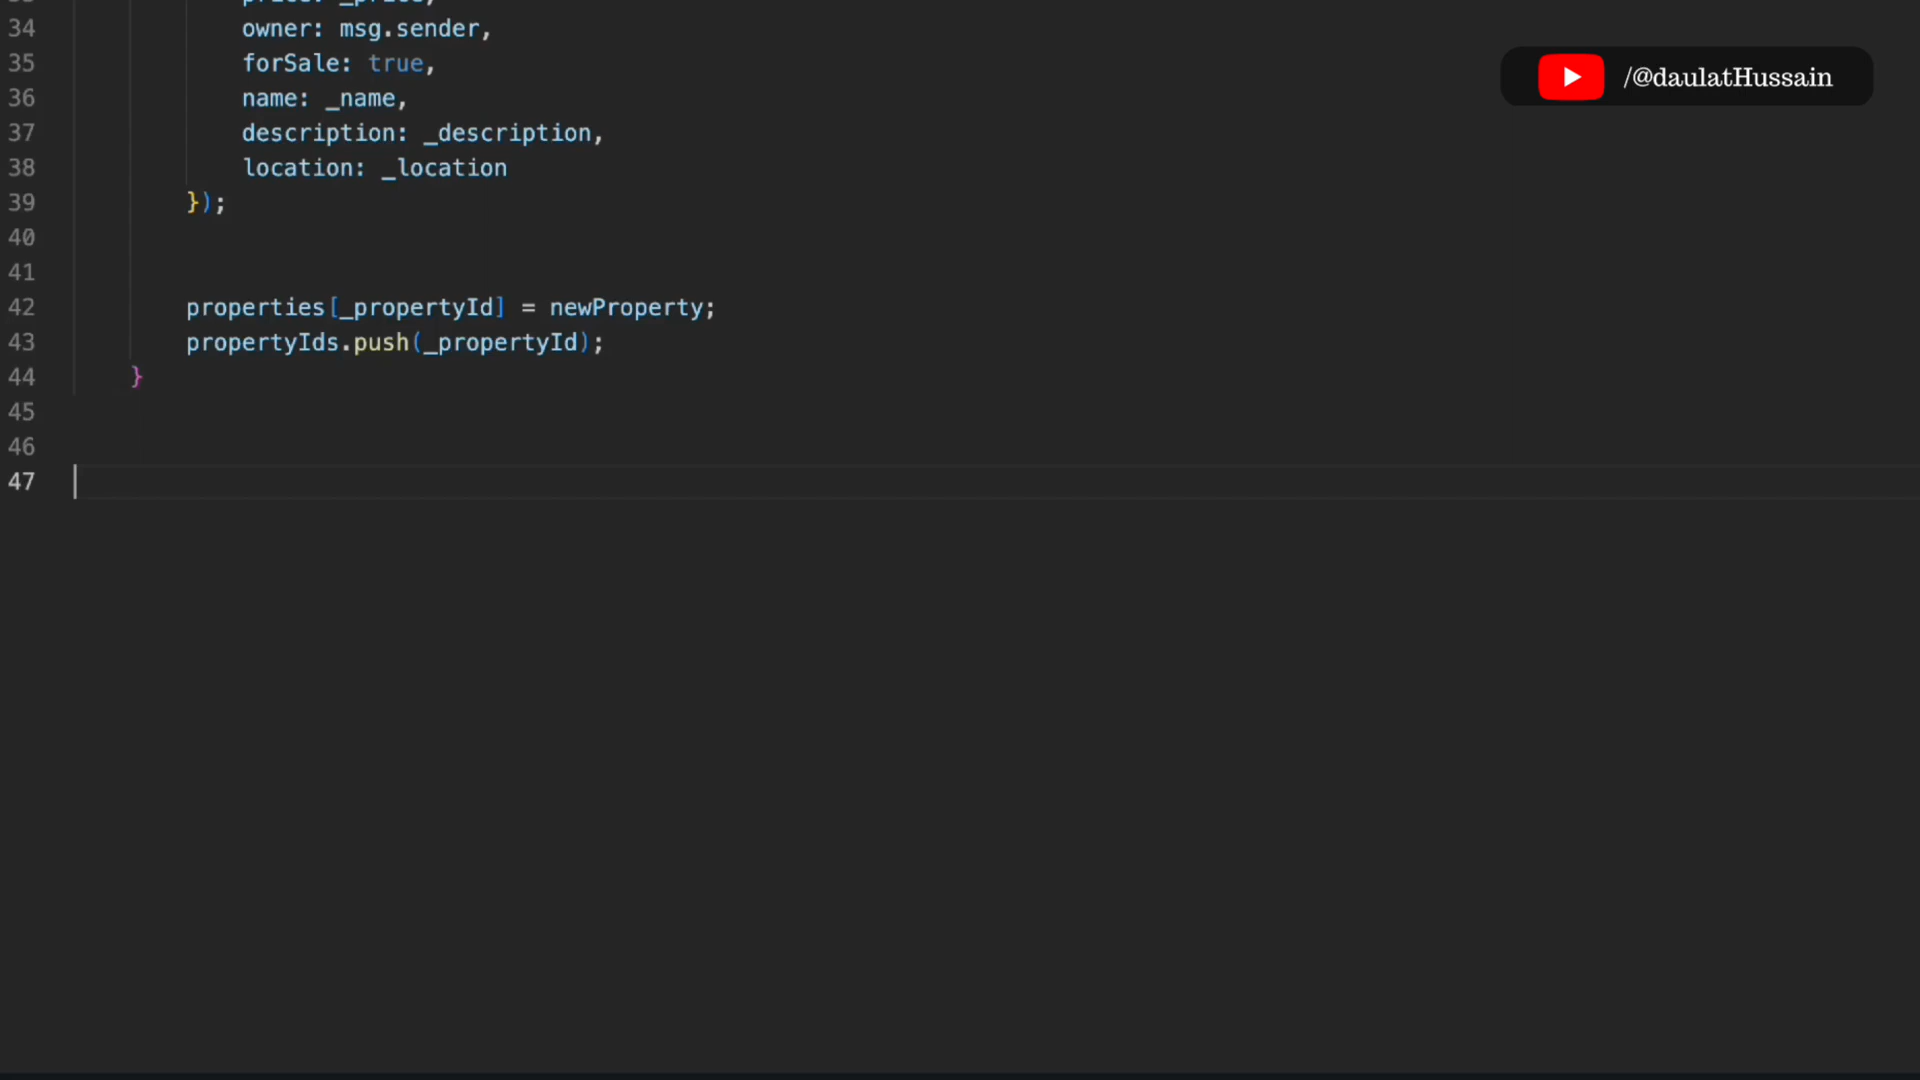 34 owner: msg.sender,
35 forSale: true,
/@daulatHussain
36 name: _name,
37 description: _description,
38 location: _location
39 });
40
41
42 properties[_propertyId] = newProperty;
43 propertyIds.push(_propertyId);
44 }
45
46
47